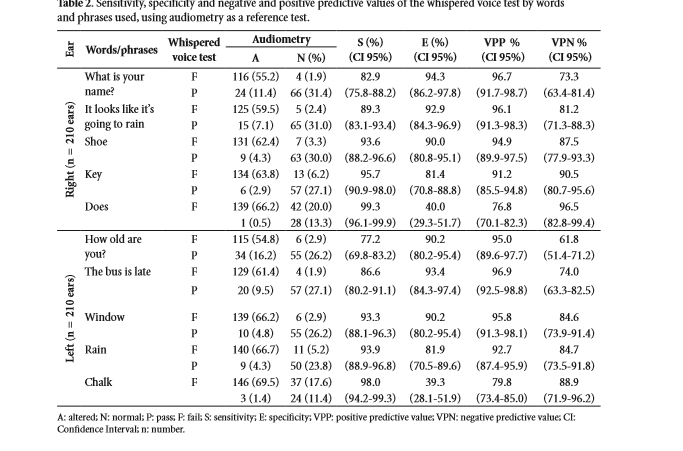 Table 2. Sensitivity, specificity and negative and positive predictive values of the whispered voice test by words
and phrases used, using audiometry as a reference test.
Ear Words/phrases Whispered voice test Audiometry A N (%) S (%) (CI 95%) E (%) (CI 95%) VPP % (CI 95%) VPN % (CI 95%)
Right (n = 210 ears)
What is your F 116 (55.2) 4 (1.9) 82.9 94.3 96.7 73.3
name? P 24 (11.4) 66 (31.4) (75.8-88.2) (86.2-97.8) (91.7-98.7) (63.4-81.4)
It looks like it's F 125 (59.5) 5 (2.4) 89.3 92.9 96.1 81.2
going to rain P 15 (7.1) 65 (31.0) (83.1-93.4) (84.3-96.9) (91.3-98.3) (71.3-88.3)
Shoe F 131 (62.4) 7 (3.3) 93.6 90.0 94.9 87.5
P 9 (4.3) 63 (30.0) (88.2-96.6) (80.8-95.1) (89.9-97.5) (77.9-93.3)
Key F 134 (63.8) 13 (6.2) 95.7 81.4 91.2 90.5
P 6 (2.9) 57 (27.1) (90.9-98.0) (70.8-88.8) (85.5-94.8) (80.7-95.6)
Does F 139 (66.2) 42 (20.0) 99.3 40.0 76.8 96.5
1 (0.5) 28 (13.3) (96.1-99.9) (29.3-51.7) (70.1-82.3) (82.8-99.4)
Left (n = 210 ears)
How old are F 115 (54.8) 6 (2.9) 77.2 90.2 95.0 61.8
you? P 34 (16.2) 55 (26.2) (69.8-83.2) (80.2-95.4) (89.6-97.7) (51.4-71.2)
The bus is late F 129 (61.4) 4 (1.9) 86.6 93.4 96.9 74.0
P 20 (9.5) 57 (27.1) (80.2-91.1) (84.3-97.4) (92.5-98.8) (63.3-82.5)
Window F 139 (66.2) 6 (2.9) 93.3 90.2 95.8 84.6
P 10 (4.8) 55 (26.2) (88.1-96.3) (80.2-95.4) (91.3-98.1) (73.9-91.4)
Rain F 140 (66.7) 11 (5.2) 93.9 81.9 92.7 84.7
P 9 (4.3) 50 (23.8) (88.9-96.8) (70.5-89.6) (87.4-95.9) (73.5-91.8)
Chalk F 146 (69.5) 37 (17.6) 98.0 39.3 79.8 88.9
3 (1.4) 24 (11.4) (94.2-99.3) (28.1-51.9) (73.4-85.0) (71.9-96.2)
A: altered; N: normal; P: pass; F: fail; S: sensitivity; E: specificity; VPP: positive predictive value; VPN: negative predictive value; CI:
Confidence Interval; n: number.